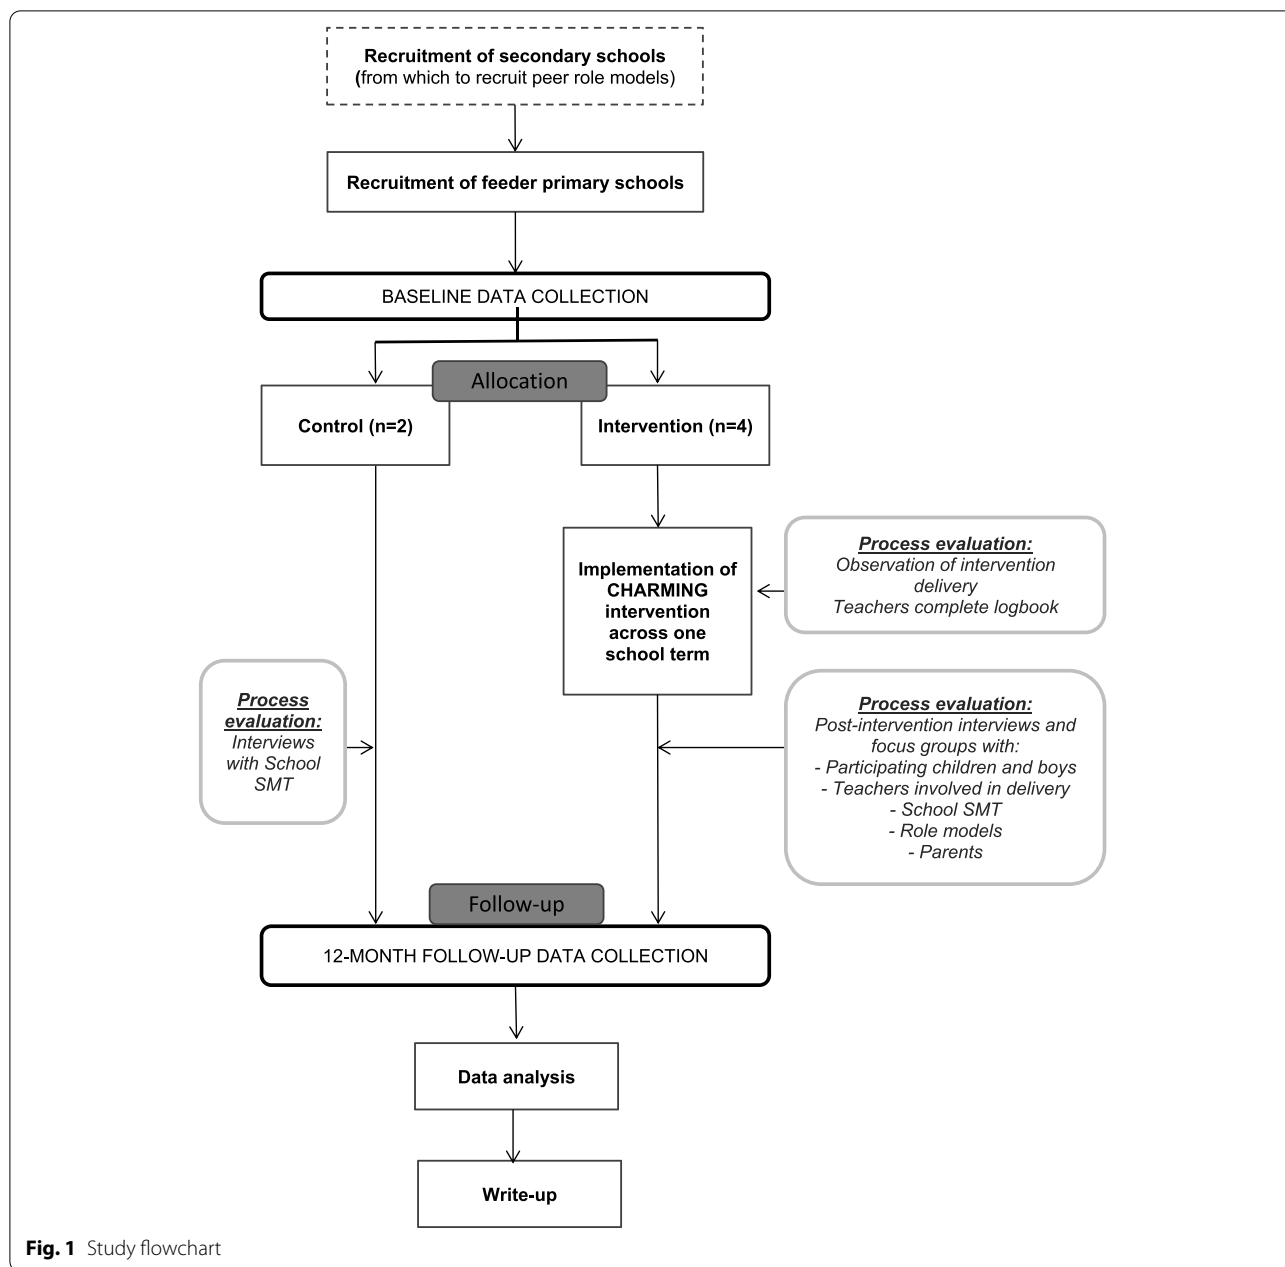 Recruitment of secondary schools
(from which to recruit peer role models)
Recruitment of feeder primary schools
BASELINE DATA COLLECTION
Allocation
Control (n=2)
Intervention (n=4)
Implementation of
CHARMING
intervention
across one
school term
Process evaluation:
Observation of intervention
delivery
Teachers complete logbook
Process
evaluation:
Interviews
with School
SMT
Process evaluation:
Post-intervention interviews and
focus groups with:
- Participating children and boys
- Teachers involved in delivery
- School SMT
- Role models
- Parents
Follow-up
12-MONTH FOLLOW-UP DATA COLLECTION
Data analysis
Write-up
Fig. 1 Study flowchart